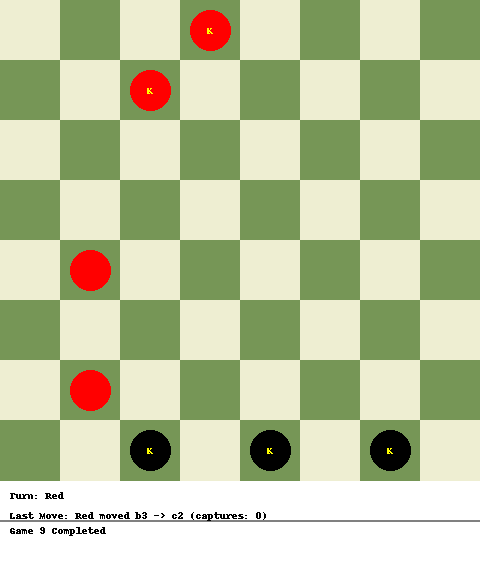 K
K
K K K
Turn: Red
Last Move: Red moved b3 -> c2 (captures: 0)
Game 9 Completed